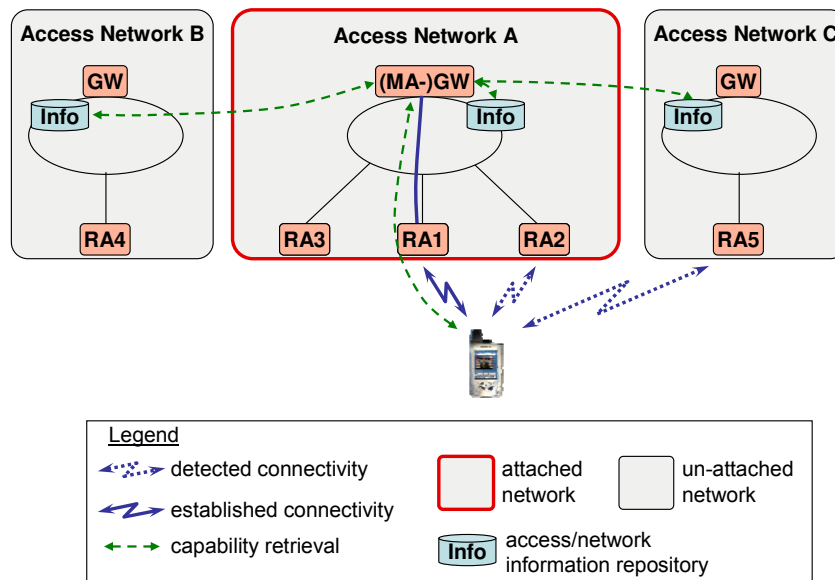 Access Network B
Access Network A
Access Network C
GW
(MA-)GW
GW
Info
Info
Info
RA4
RA3
RA1
RA2
RA5
Legend
detected connectivity
established connectivity
capability retrieval
attached
network
un-attached
network
Info
access/network
information repository